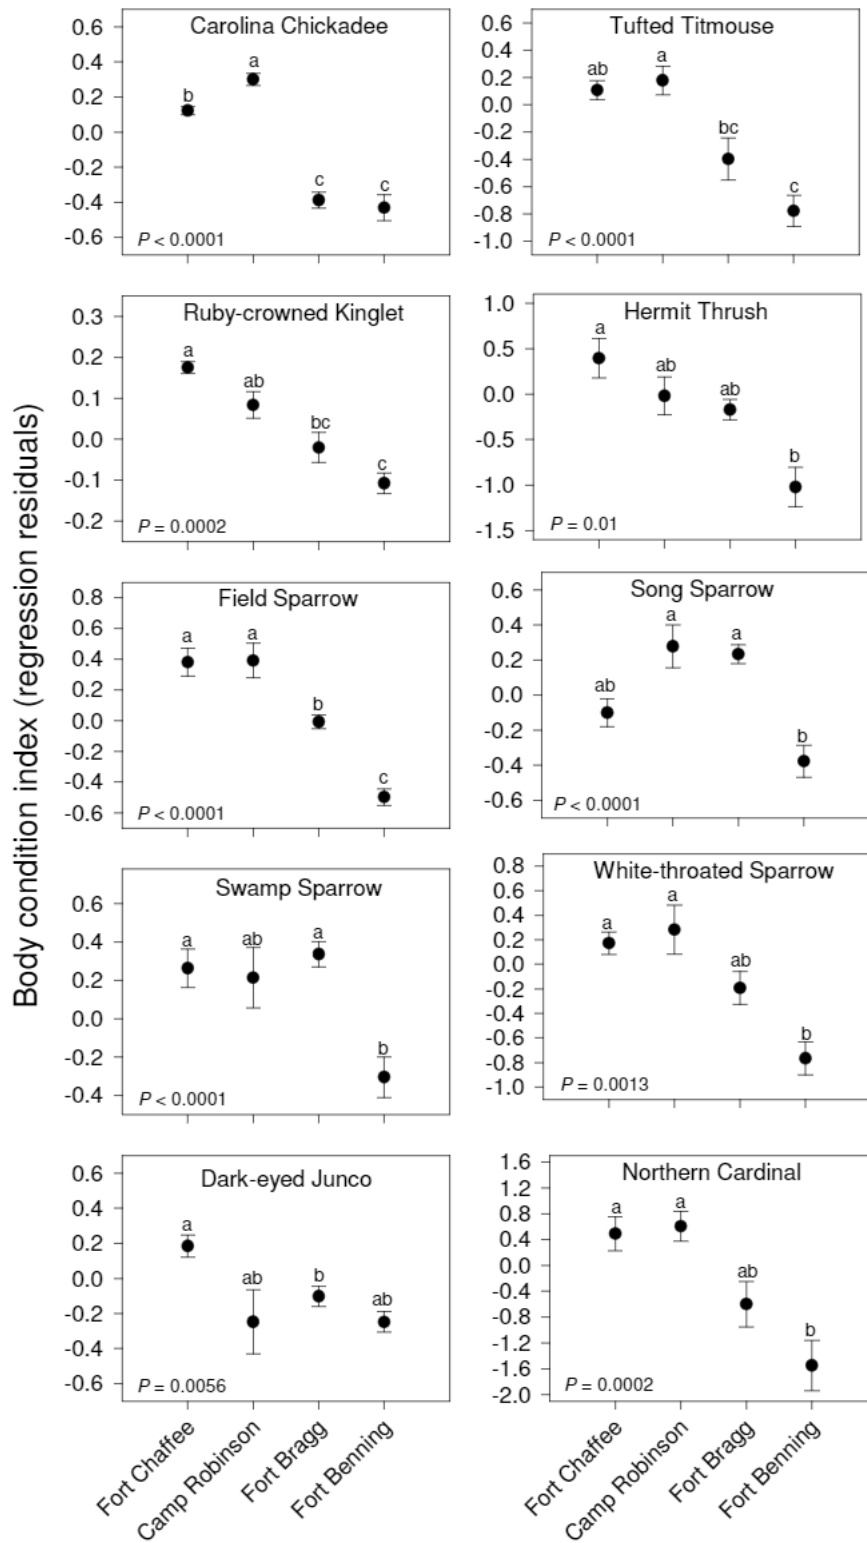 Body condition index (regression residuals)
Carolina Chickadee
0.6
0.4
0.2
0.0
-0.2
-0.4
-0.6
b
a
c
c
P < 0.0001
Tufted Titmouse
0.6
0.4
0.2
0.0
-0.2
-0.4
-0.6
-0.8
-1.0
ab
a
bc
c
P < 0.0001
Ruby-crowned Kinglet
0.3
0.2
0.1
0.0
-0.1
-0.2
a
ab
bc
c
P = 0.0002
Hermit Thrush
1.0
0.5
0.0
-0.5
-1.0
-1.5
a
ab
ab
b
P = 0.01
Field Sparrow
0.8
0.6
0.4
0.2
0.0
-0.2
-0.4
-0.6
a
a
b
c
P < 0.0001
Song Sparrow
0.6
0.4
0.2
0.0
-0.2
-0.4
-0.6
ab
a
a
b
P < 0.0001
Swamp Sparrow
0.6
0.4
0.2
0.0
-0.2
-0.4
a
ab
a
b
P < 0.0001
White-throated Sparrow
0.8
0.6
0.4
0.2
0.0
-0.2
-0.4
-0.6
-0.8
-1.0
a
a
ab
b
P = 0.0013
Dark-eyed Junco
0.6
0.4
0.2
0.0
-0.2
-0.4
-0.6
a
ab
b
ab
P = 0.0056
Northern Cardinal
1.6
1.2
0.8
0.4
0.0
-0.4
-0.8
-1.2
-1.6
-2.0
a
a
ab
b
P = 0.0002
Fort Chaffee
Camp Robinson
Fort Bragg
Fort Benning
Fort Chaffee
Camp Robinson
Fort Bragg
Fort Benning